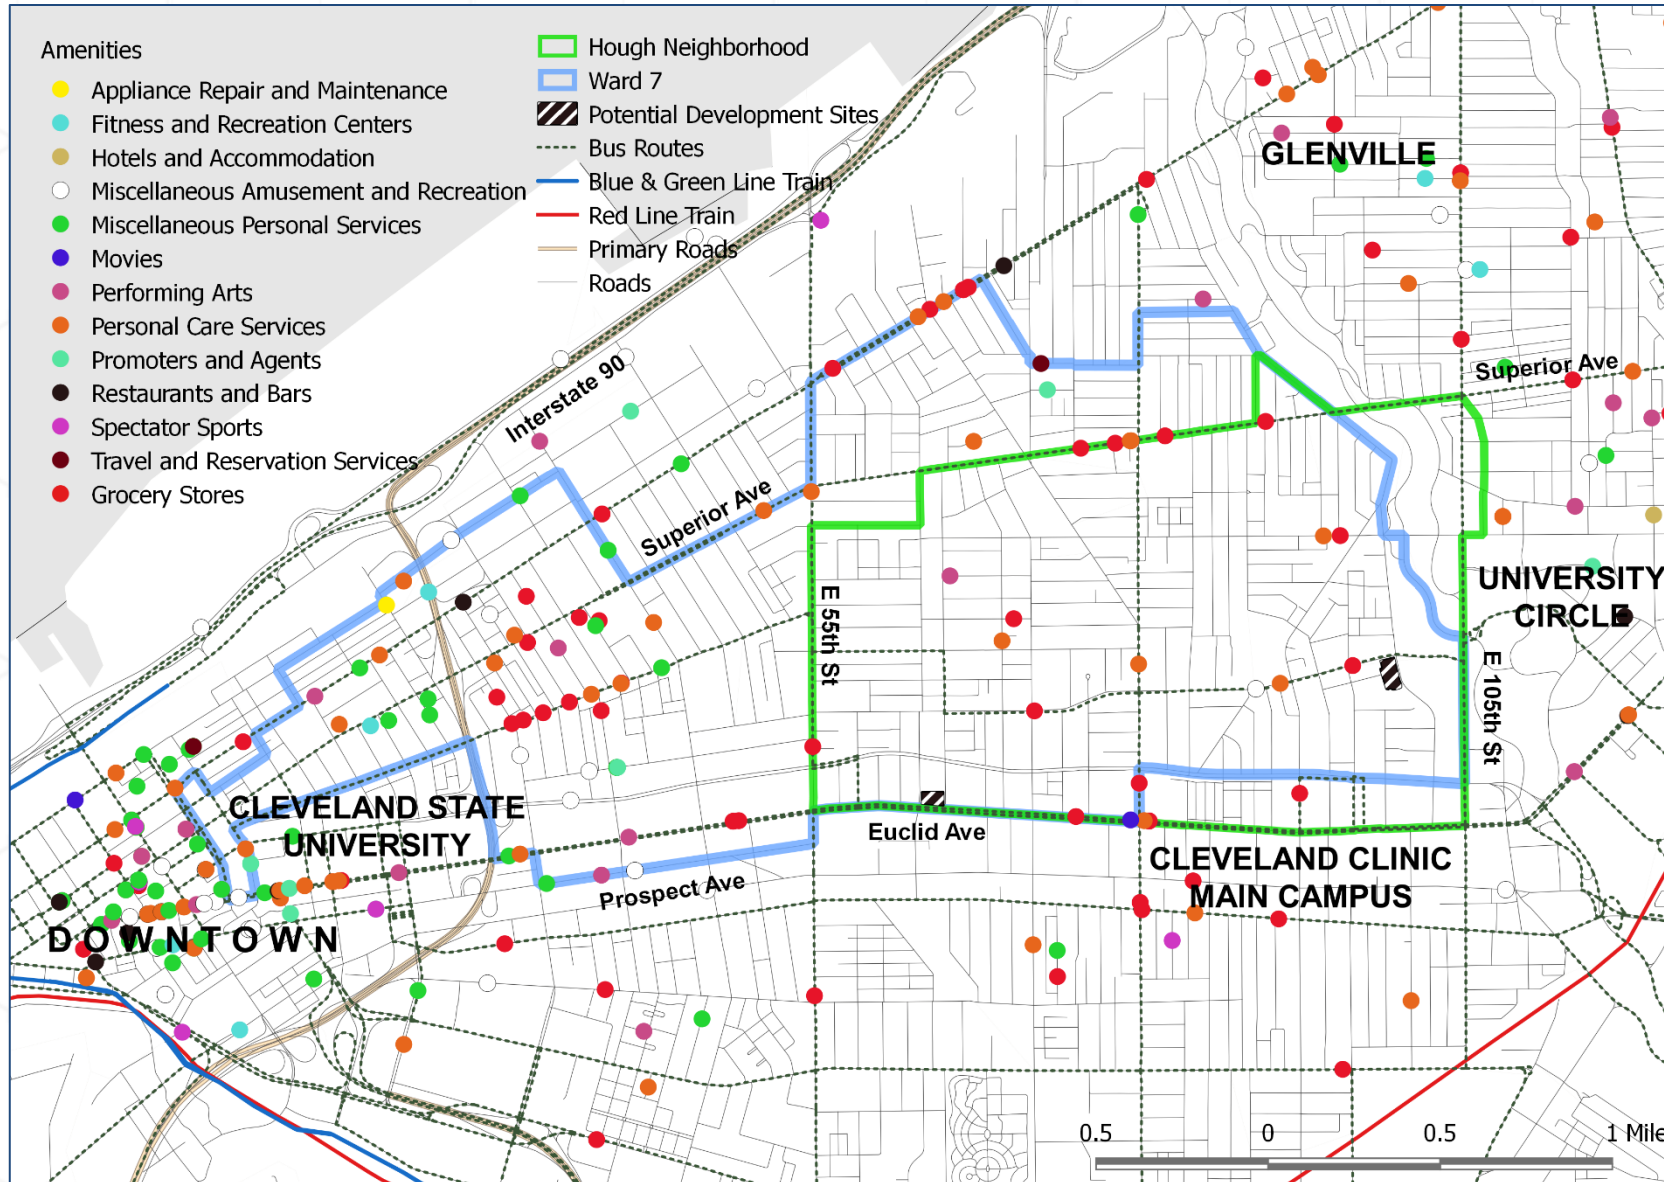 Amenities
Appliance Repair and Maintenance
Fitness and Recreation Centers
Hotels and Accommodation
Miscellaneous Amusement and Recreation
Miscellaneous Personal Services
Movies
Performing Arts
Personal Care Services
Promoters and Agents
Restaurants and Bars
Spectator Sports
Travel and Reservation Services
Grocery Stores
Hough Neighborhood
Ward 7
Potential Development Sites
Bus Routes
Blue & Green Line Train
Red Line Train
Primary Roads
Roads
GLENVILLE
Superior Ave
Interstate 90
Superior Ave
E 55th St
UNIVERSITY
CIRCLE
E 105th St
CLEVELAND STATE
UNIVERSITY
Euclid Ave
Prospect Ave
CLEVELAND CLINIC
MAIN CAMPUS
DOWNTOWN
0.5 0 0.5 1 Mile